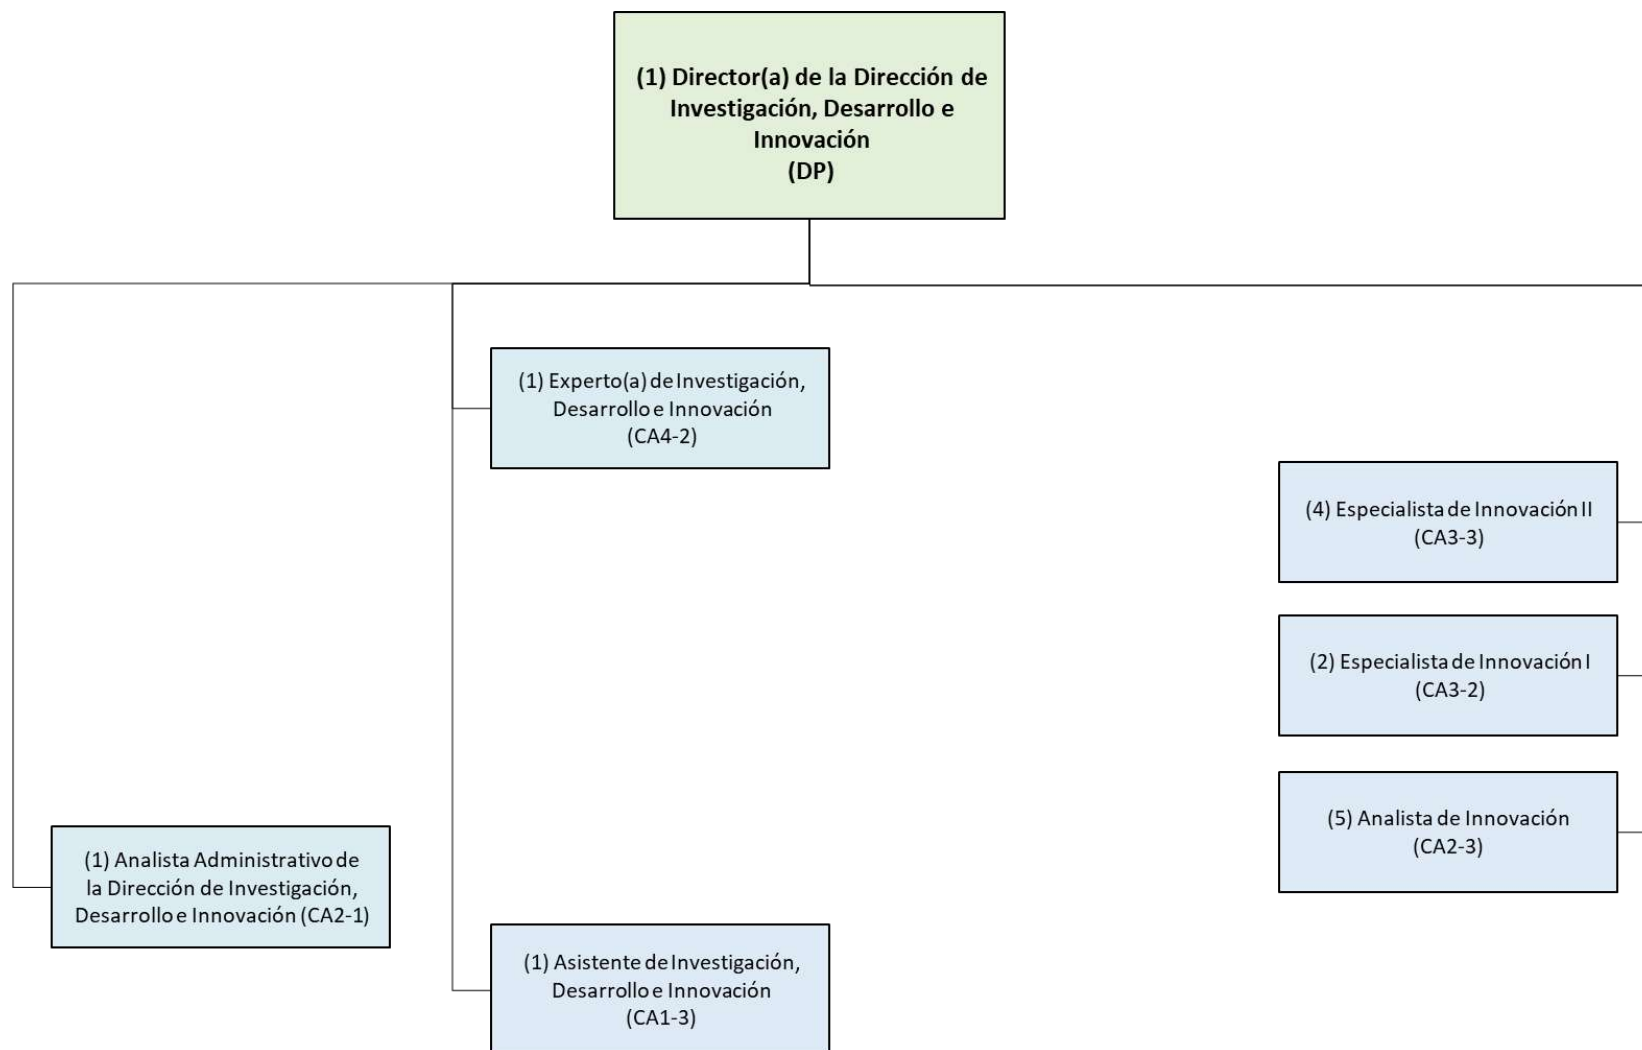 (1) Director(a) de la Dirección de
Investigación, Desarrollo e
Innovación
(DP)
(1) Experto(a) de Investigación,
Desarrollo e Innovación
(CA4-2)
(4) Especialista de Innovación II
(CA3-3)
(2) Especialista de Innovación I
(CA3-2)
(5) Analista de Innovación
(CA2-3)
(1) Analista Administrativo de
la Dirección de Investigación,
Desarrollo e Innovación (CA2-1)
(1) Asistente de Investigación,
Desarrollo e Innovación
(CA1-3)